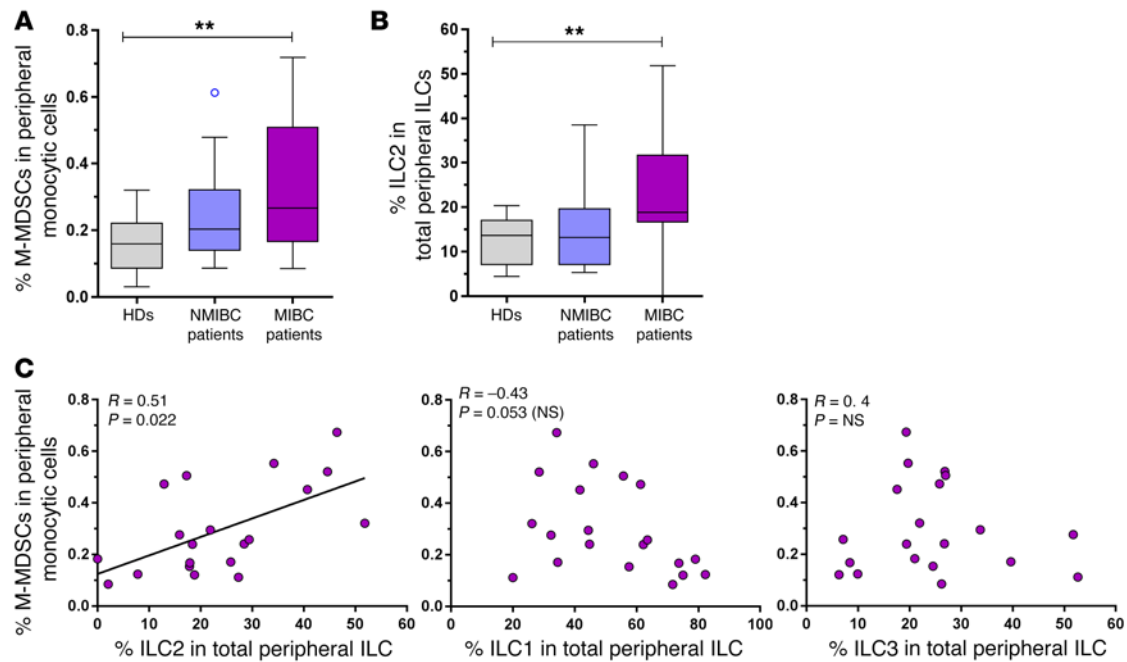 A
% M-MDSCs in peripheral
monocytic cells
0.8
0.6
0.4
0.2
0.0
**
HDs
NMIBC
patients
MIBC
patients
B
% ILC2 in
total peripheral ILCs
60
50
40
30
20
10
0
**
HDs
NMIBC
patients
MIBC
patients
C
% M-MDSCs in peripheral
monocytic cells
R = 0.51
P = 0.022
0.8
0.6
0.4
0.2
0.0
0 10 20 30 40 50 60
% ILC2 in total peripheral ILC
R = –0.43
P = 0.053 (NS)
0.8
0.6
0.4
0.2
0.0
0 20 40 60 80 100
% ILC1 in total peripheral ILC
R = 0. 4
P = NS
0.8
0.6
0.4
0.2
0.0
0 10 20 30 40 50 60
% ILC3 in total peripheral ILC